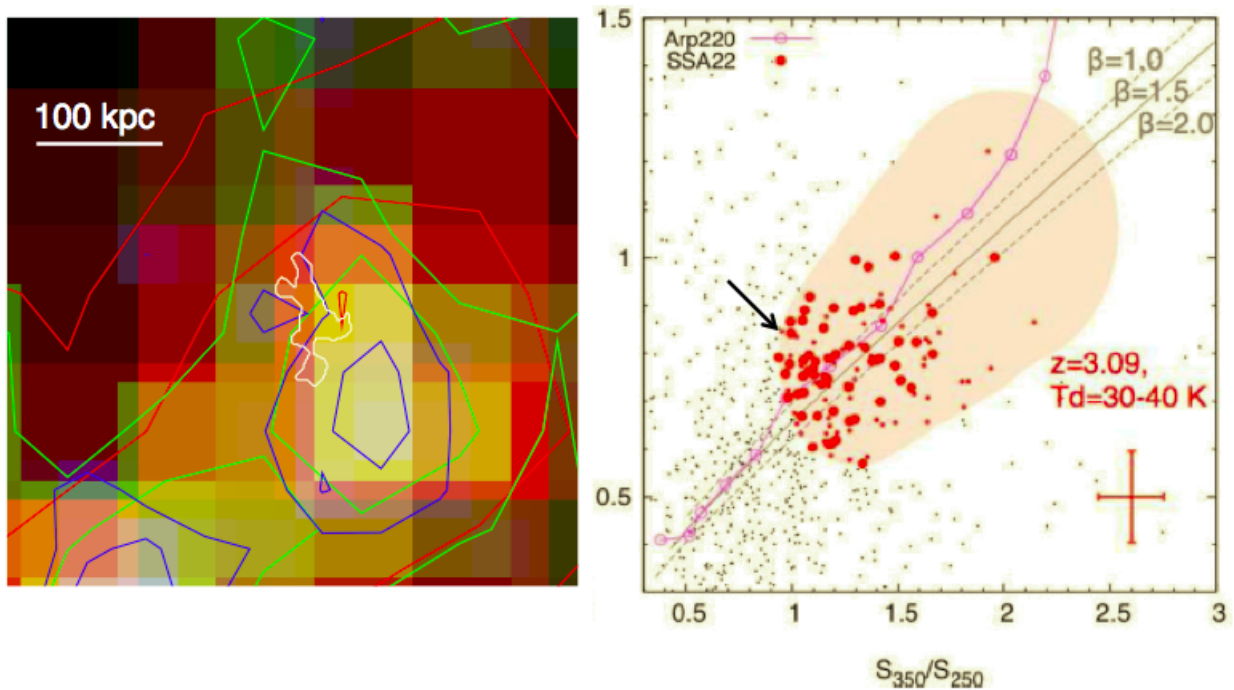 100 kpc
1.5
1
0.5
Arp220
SSA22
β=1.0
β=1.5
β=2.0
z=3.09,
Td=30-40 K
0.5 1 1.5 2 2.5 3
S350/S250